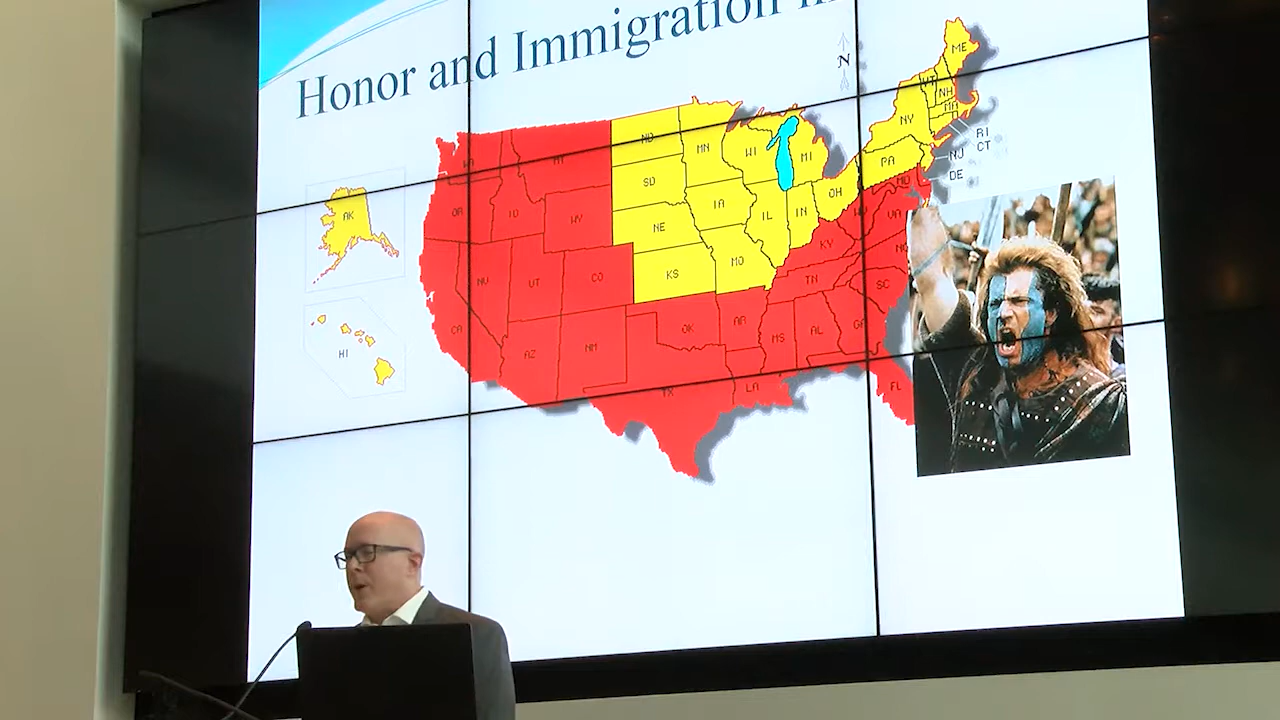 Honor and Immigration
N
ME
VT
NH
MA
NY
RI
CT
ND
MN
WI
MI
PA
NJ
DE
WA
MT
SD
OH
MD
AK
OR
ID
WY
IA
IL
IN
VA
NE
KY
NV
UT
CO
KS
MO
TN
SC
HI
CA
AZ
NM
OK
AR
MS
AL
GA
TX
LA
FL